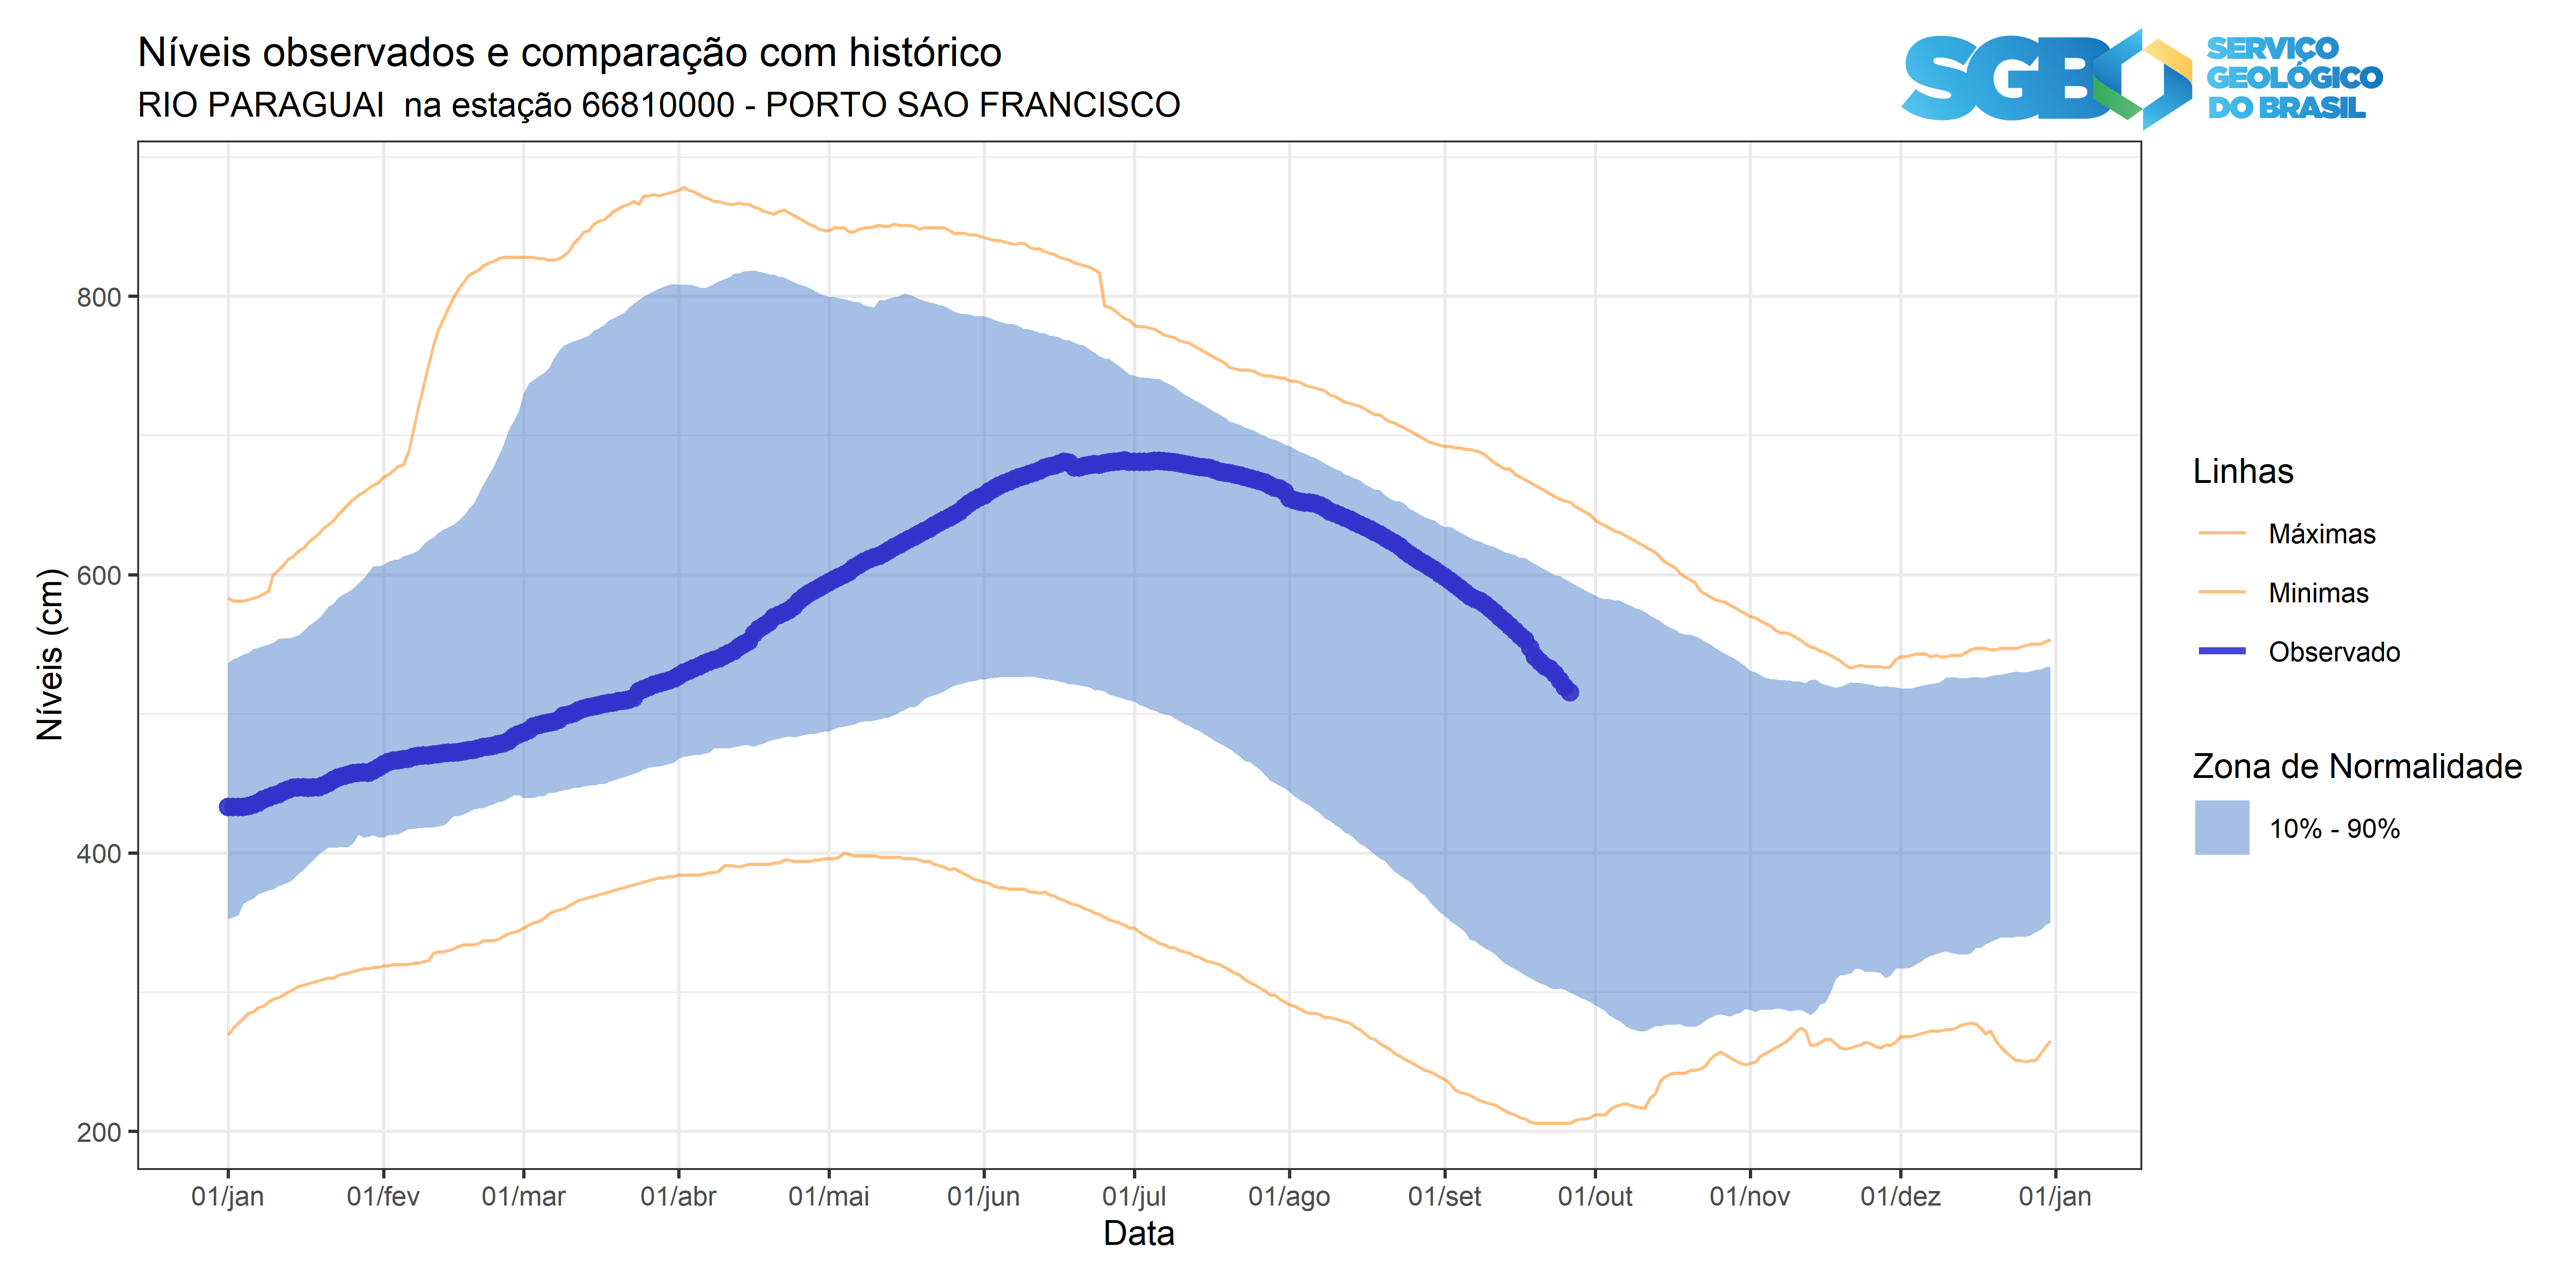 Níveis observados e comparação com histórico
RIO PARAGUAI  na estação 66810000 - PORTO SAO FRANCISCO
SGB
SERVIÇO
GEOLÓGICO
DO BRASIL
Níveis (cm)
800
600
400
200
01/jan
01/fev
01/mar
01/abr
01/mai
01/jun
01/jul
01/ago
01/set
01/out
01/nov
01/dez
01/jan
Data
Linhas
Máximas
Minimas
Observado
Zona de Normalidade
10% - 90%